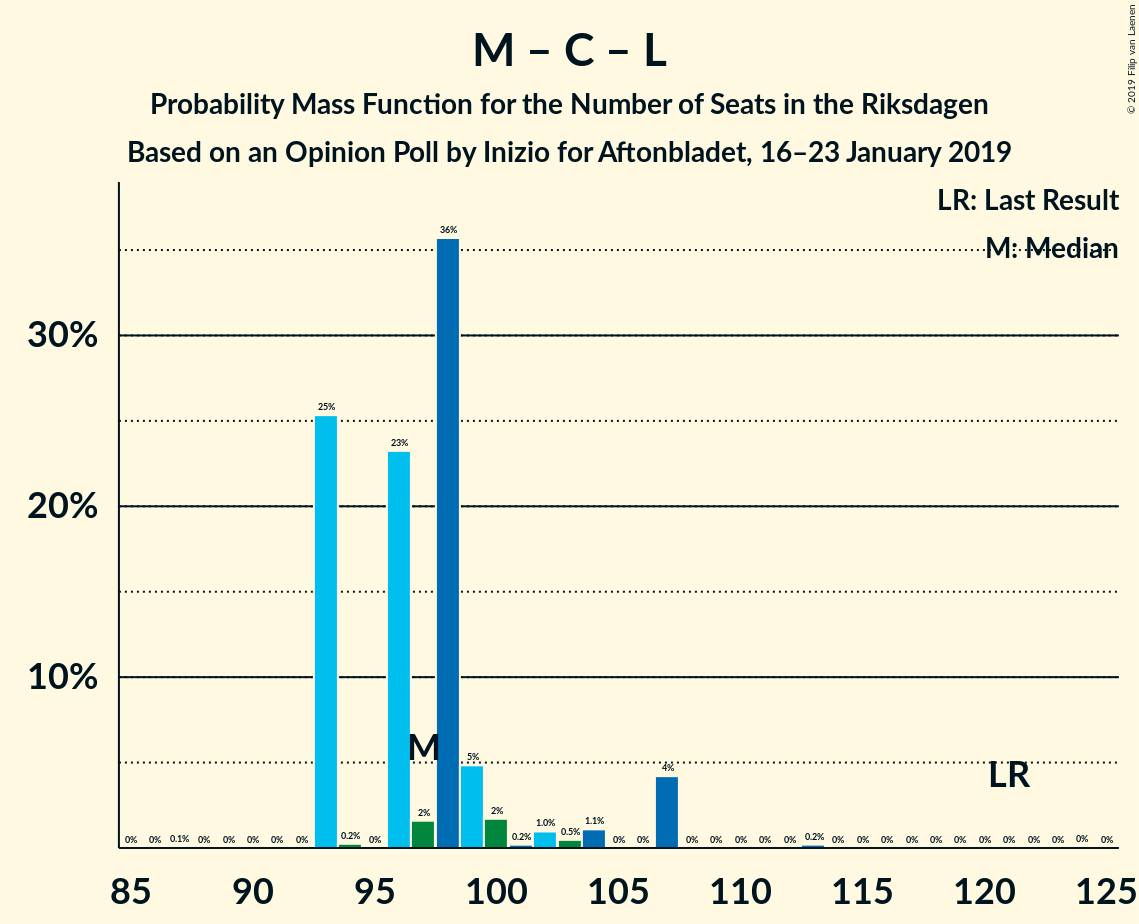 M – C – L
Probability Mass Function for the Number of Seats in the Riksdagen
Based on an Opinion Poll by Inizio for Aftonbladet, 16–23 January 2019
© 2019 Filip van Laenen
LR: Last Result
M: Median
30%
20%
10%
0% 0% 0.1% 0% 0% 0% 0% 0% 25% 0.2% 0% 23% 2% 36% 5% 2% 0.2% 1.0% 0.5% 1.1% 0% 0% 4% 0% 0% 0% 0% 0% 0.2% 0% 0% 0% 0% 0% 0% 0% 0% 0% 0% 0% 0%
M
LR
85 90 95 100 105 110 115 120 125